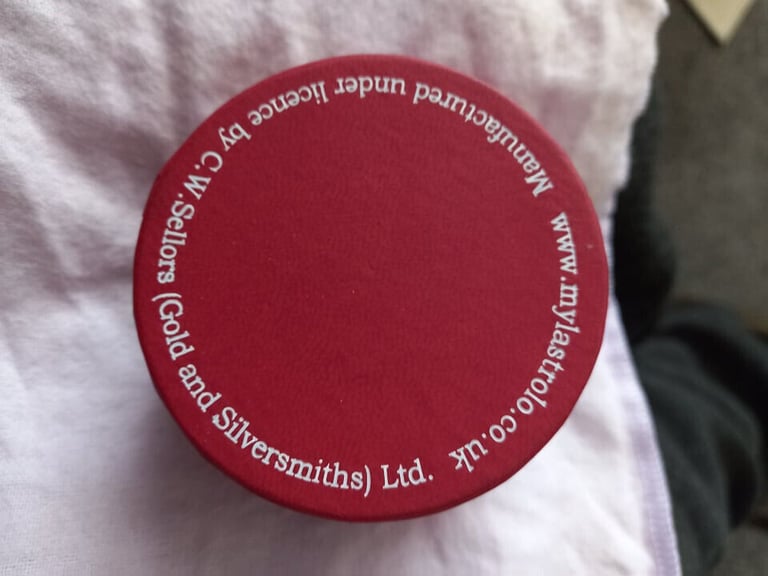 Manufactured under licence by C.W.Sellors (Gold and Silversmiths) Ltd.
www.mylastrolo.co.uk